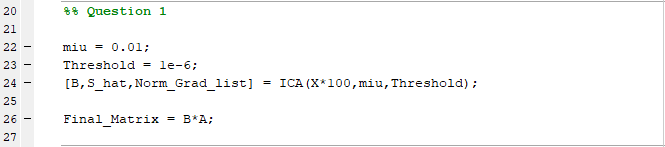 20 %% Question 1
21
22 – miu = 0.01;
23 – Threshold = 1e-6;
24 – [B,S_hat,Norm_Grad_list] = ICA(X*100,miu,Threshold);
25
26 – Final_Matrix = B*A;
27